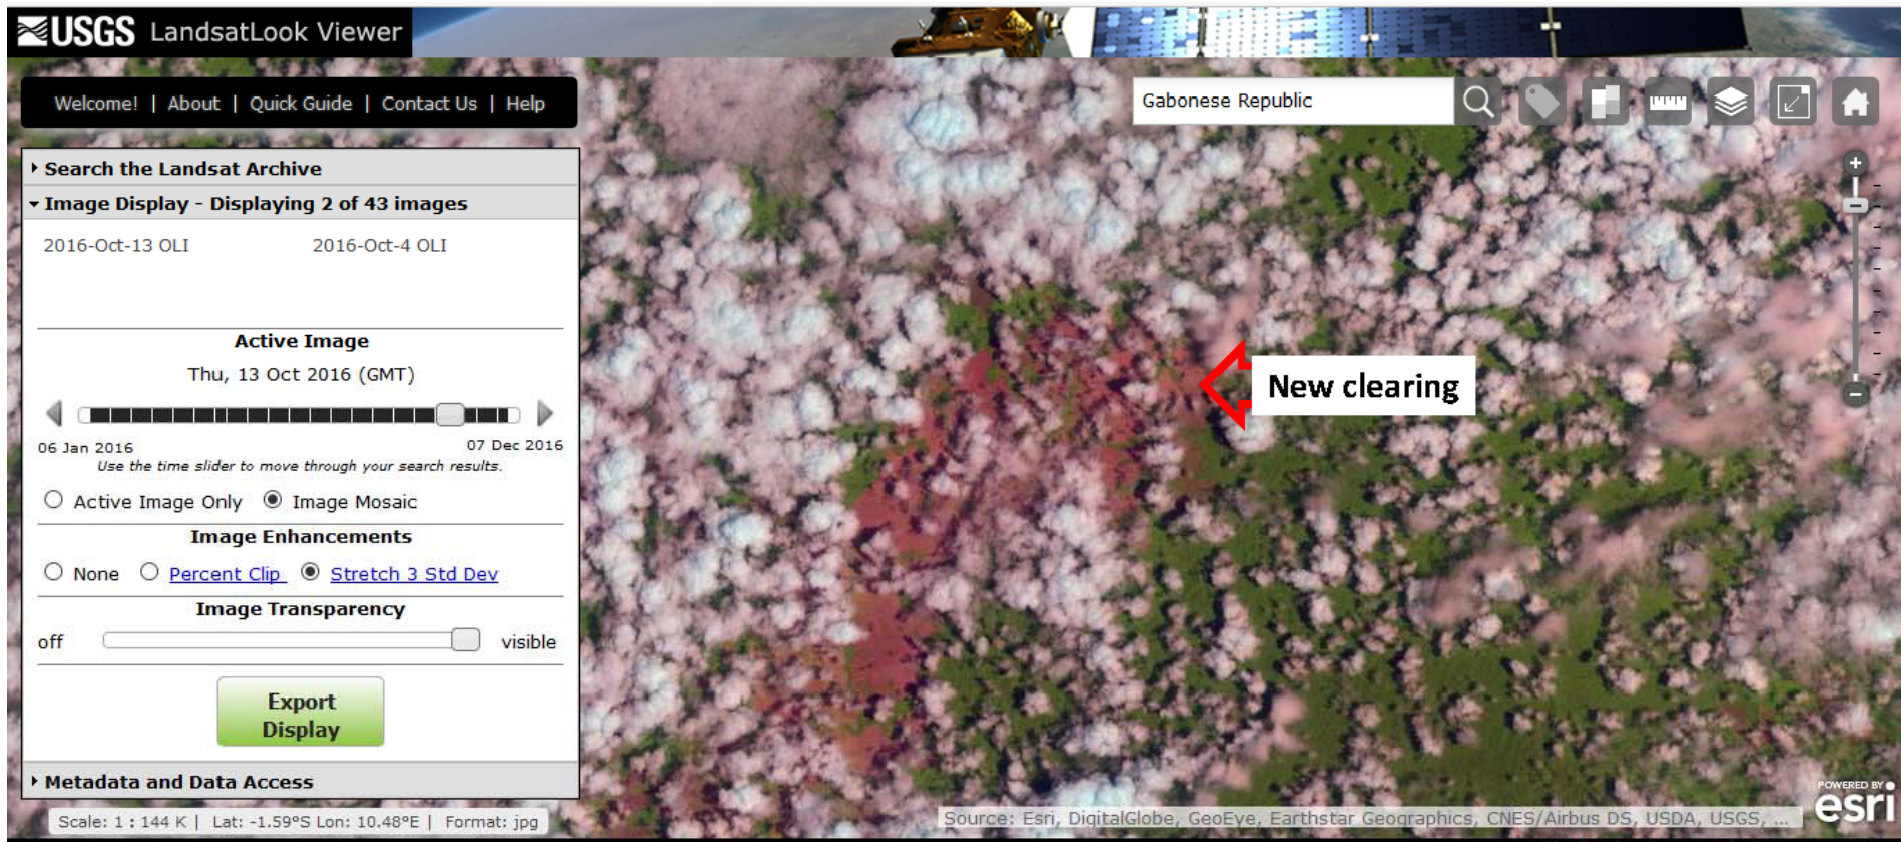 USGS LandsatLook Viewer
Welcome! | About | Quick Guide | Contact Us | Help
Gabonese Republic
Search the Landsat Archive
Image Display - Displaying 2 of 43 images
2016-Oct-13 OLI 2016-Oct-4 OLI
Active Image
Thu, 13 Oct 2016 (GMT)
06 Jan 2016 07 Dec 2016
Use the time slider to move through your search results.
Active Image Only Image Mosaic
Image Enhancements
None Percent Clip Stretch 3 Std Dev
Image Transparency
off visible
Export
Display
Metadata and Data Access
Scale: 1 : 144 K | Lat: -1.59°S Lon: 10.48°E | Format: jpg
New clearing
Source: Esri, DigitalGlobe, GeoEye, Earthstar Geographics, CNES/Airbus DS, USDA, USGS, ...
POWERED BY
esri